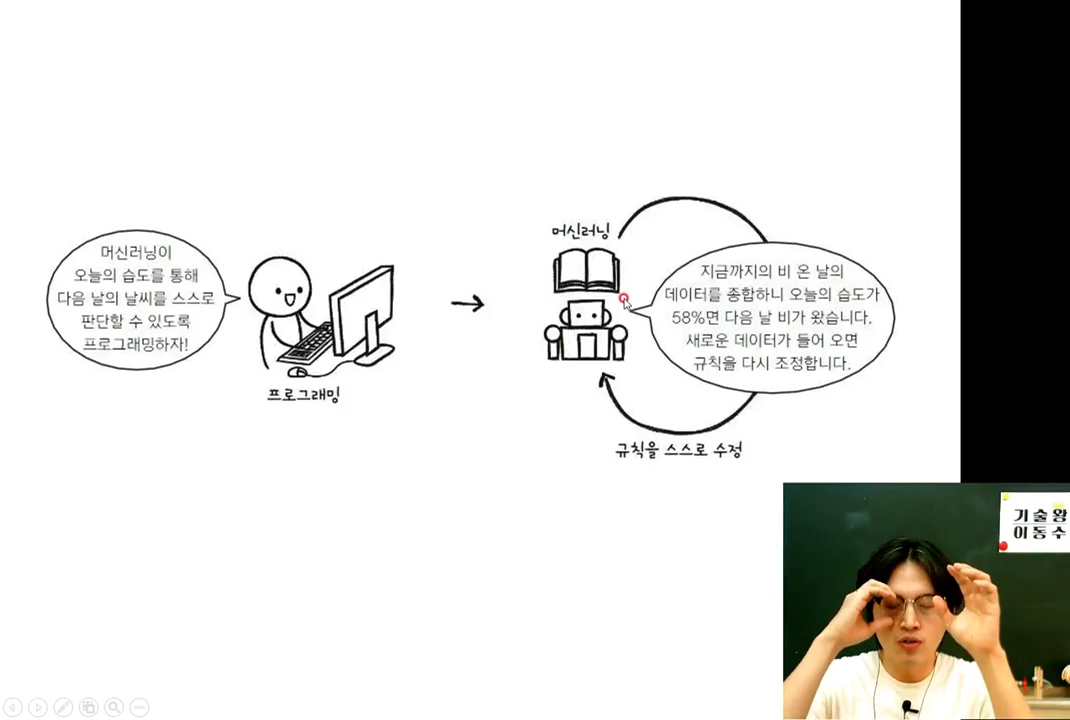 머신러닝이
오늘의 습도를 통해
다음 날의 날씨를 스스로
판단할 수 있도록
프로그래밍하자!
프로그래밍
머신러닝
지금까지의 비 온 날의
데이터를 종합하니 오늘의 습도가
58%면 다음 날 비가 왔습니다.
새로운 데이터가 들어 오면
규칙을 다시 조정합니다.
규칙을 스스로 수정
기술왕
이동수